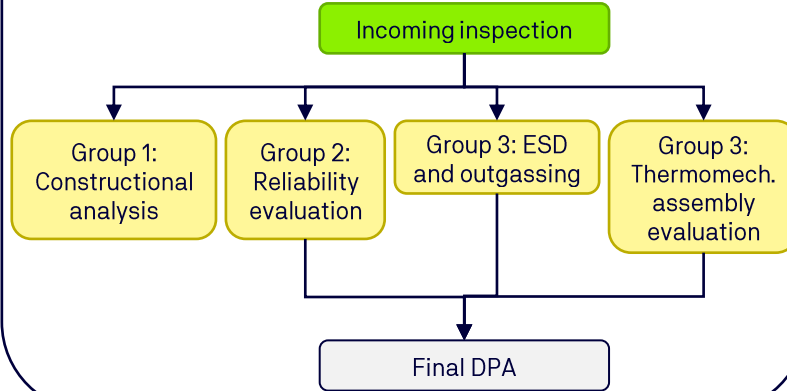 Incoming inspection
Group 1:
Constructional
analysis
Group 2:
Reliability
evaluation
Group 3: ESD
and outgassing
Group 3:
Thermomech.
assembly
evaluation
Final DPA